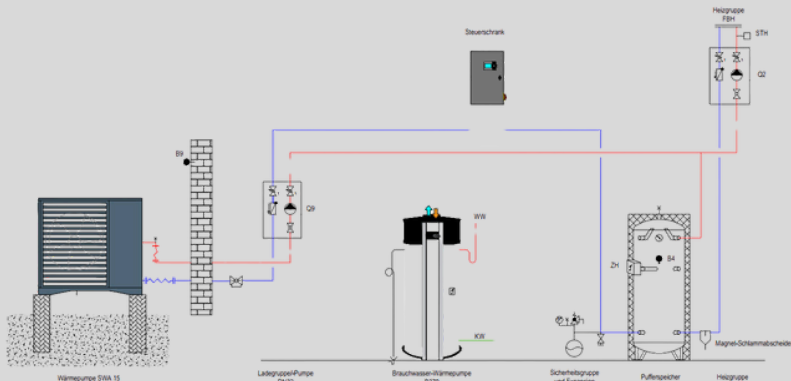 Heizgruppe
FBH
STH
Steuerschrank
Q2
B9
Q9
WW
ZH
B4
KW
Magnet-Schlammabscheide
Wärmepumpe SWA 15
Ladegruppe/-Pumpe
Brauchwasser-Wärmepumpe
Sicherheitsgruppe
Pufferspeicher
Heizgruppe